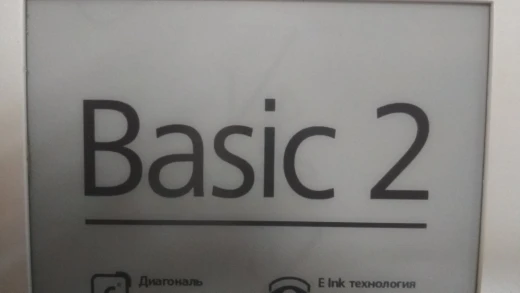 Basic 2
Диагональ
E Ink технология